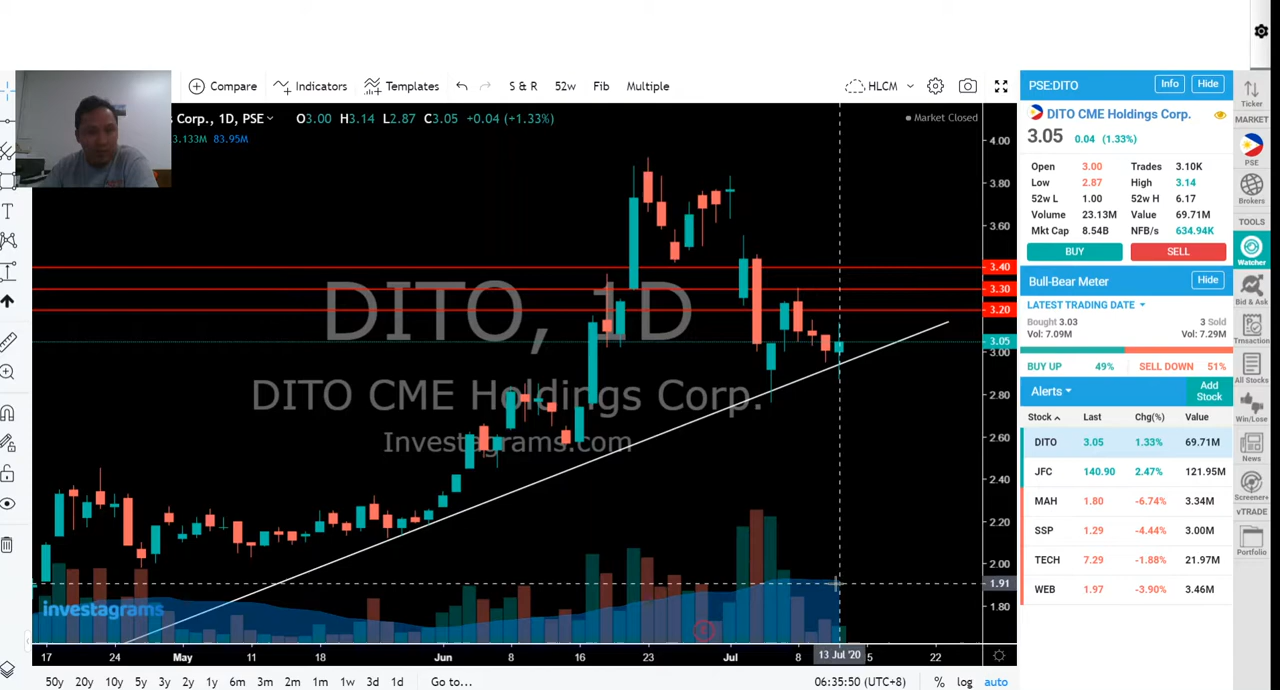 Compare Indicators Templates S & R 52w Fib Multiple HLCM
Corp., 1D, PSE O3.00 H3.14 L2.87 C3.05 +0.04 (+1.33%) Market Closed
3.133M 83.95M
4.00
3.80
3.60
3.40
3.30
3.20
3.05
3.00
2.80
2.60
2.40
2.20
2.00
1.91
1.80
DITO, 1D
DITO CME Holdings Corp.
Investagrams.com
investagrams
17 24 May 11 18 Jun 8 16 23 Jul 8 13 Jul '20 5 22
50y 20y 10y 5y 3y 2y 1y 6m 3m 1m 1w 3d 1d Go to... 06:35:50 (UTC+8) % log auto
PSE:DITO Info Hide
DITO CME Holdings Corp.
3.05 0.04 (1.33%)
Open 3.00 Trades 3.10K
Low 2.87 High 3.14
52w L 1.00 52w H 6.17
Volume 23.13M Value 69.71M
Mkt Cap 8.54B NFB/s 634.94K
BUY SELL
Bull-Bear Meter Hide
LATEST TRADING DATE
Bought 3.03 3 Sold
Vol: 7.09M Vol: 7.29M
BUY UP 49% SELL DOWN 51%
Alerts Add Stock
Stock Last Chg(%) Value
DITO 3.05 1.33% 69.71M
JFC 140.90 2.47% 121.95M
MAH 1.80 -6.74% 3.34M
SSP 1.29 -4.44% 3.00M
TECH 7.29 -1.88% 21.97M
WEB 1.97 -3.90% 3.46M
Ticker
MARKET
PSE
Brokers
TOOLS
Watcher
Bid & Ask
Trnsaction
All Stocks
Win/Lose
News
Screener+
vTRADE
Portfolio